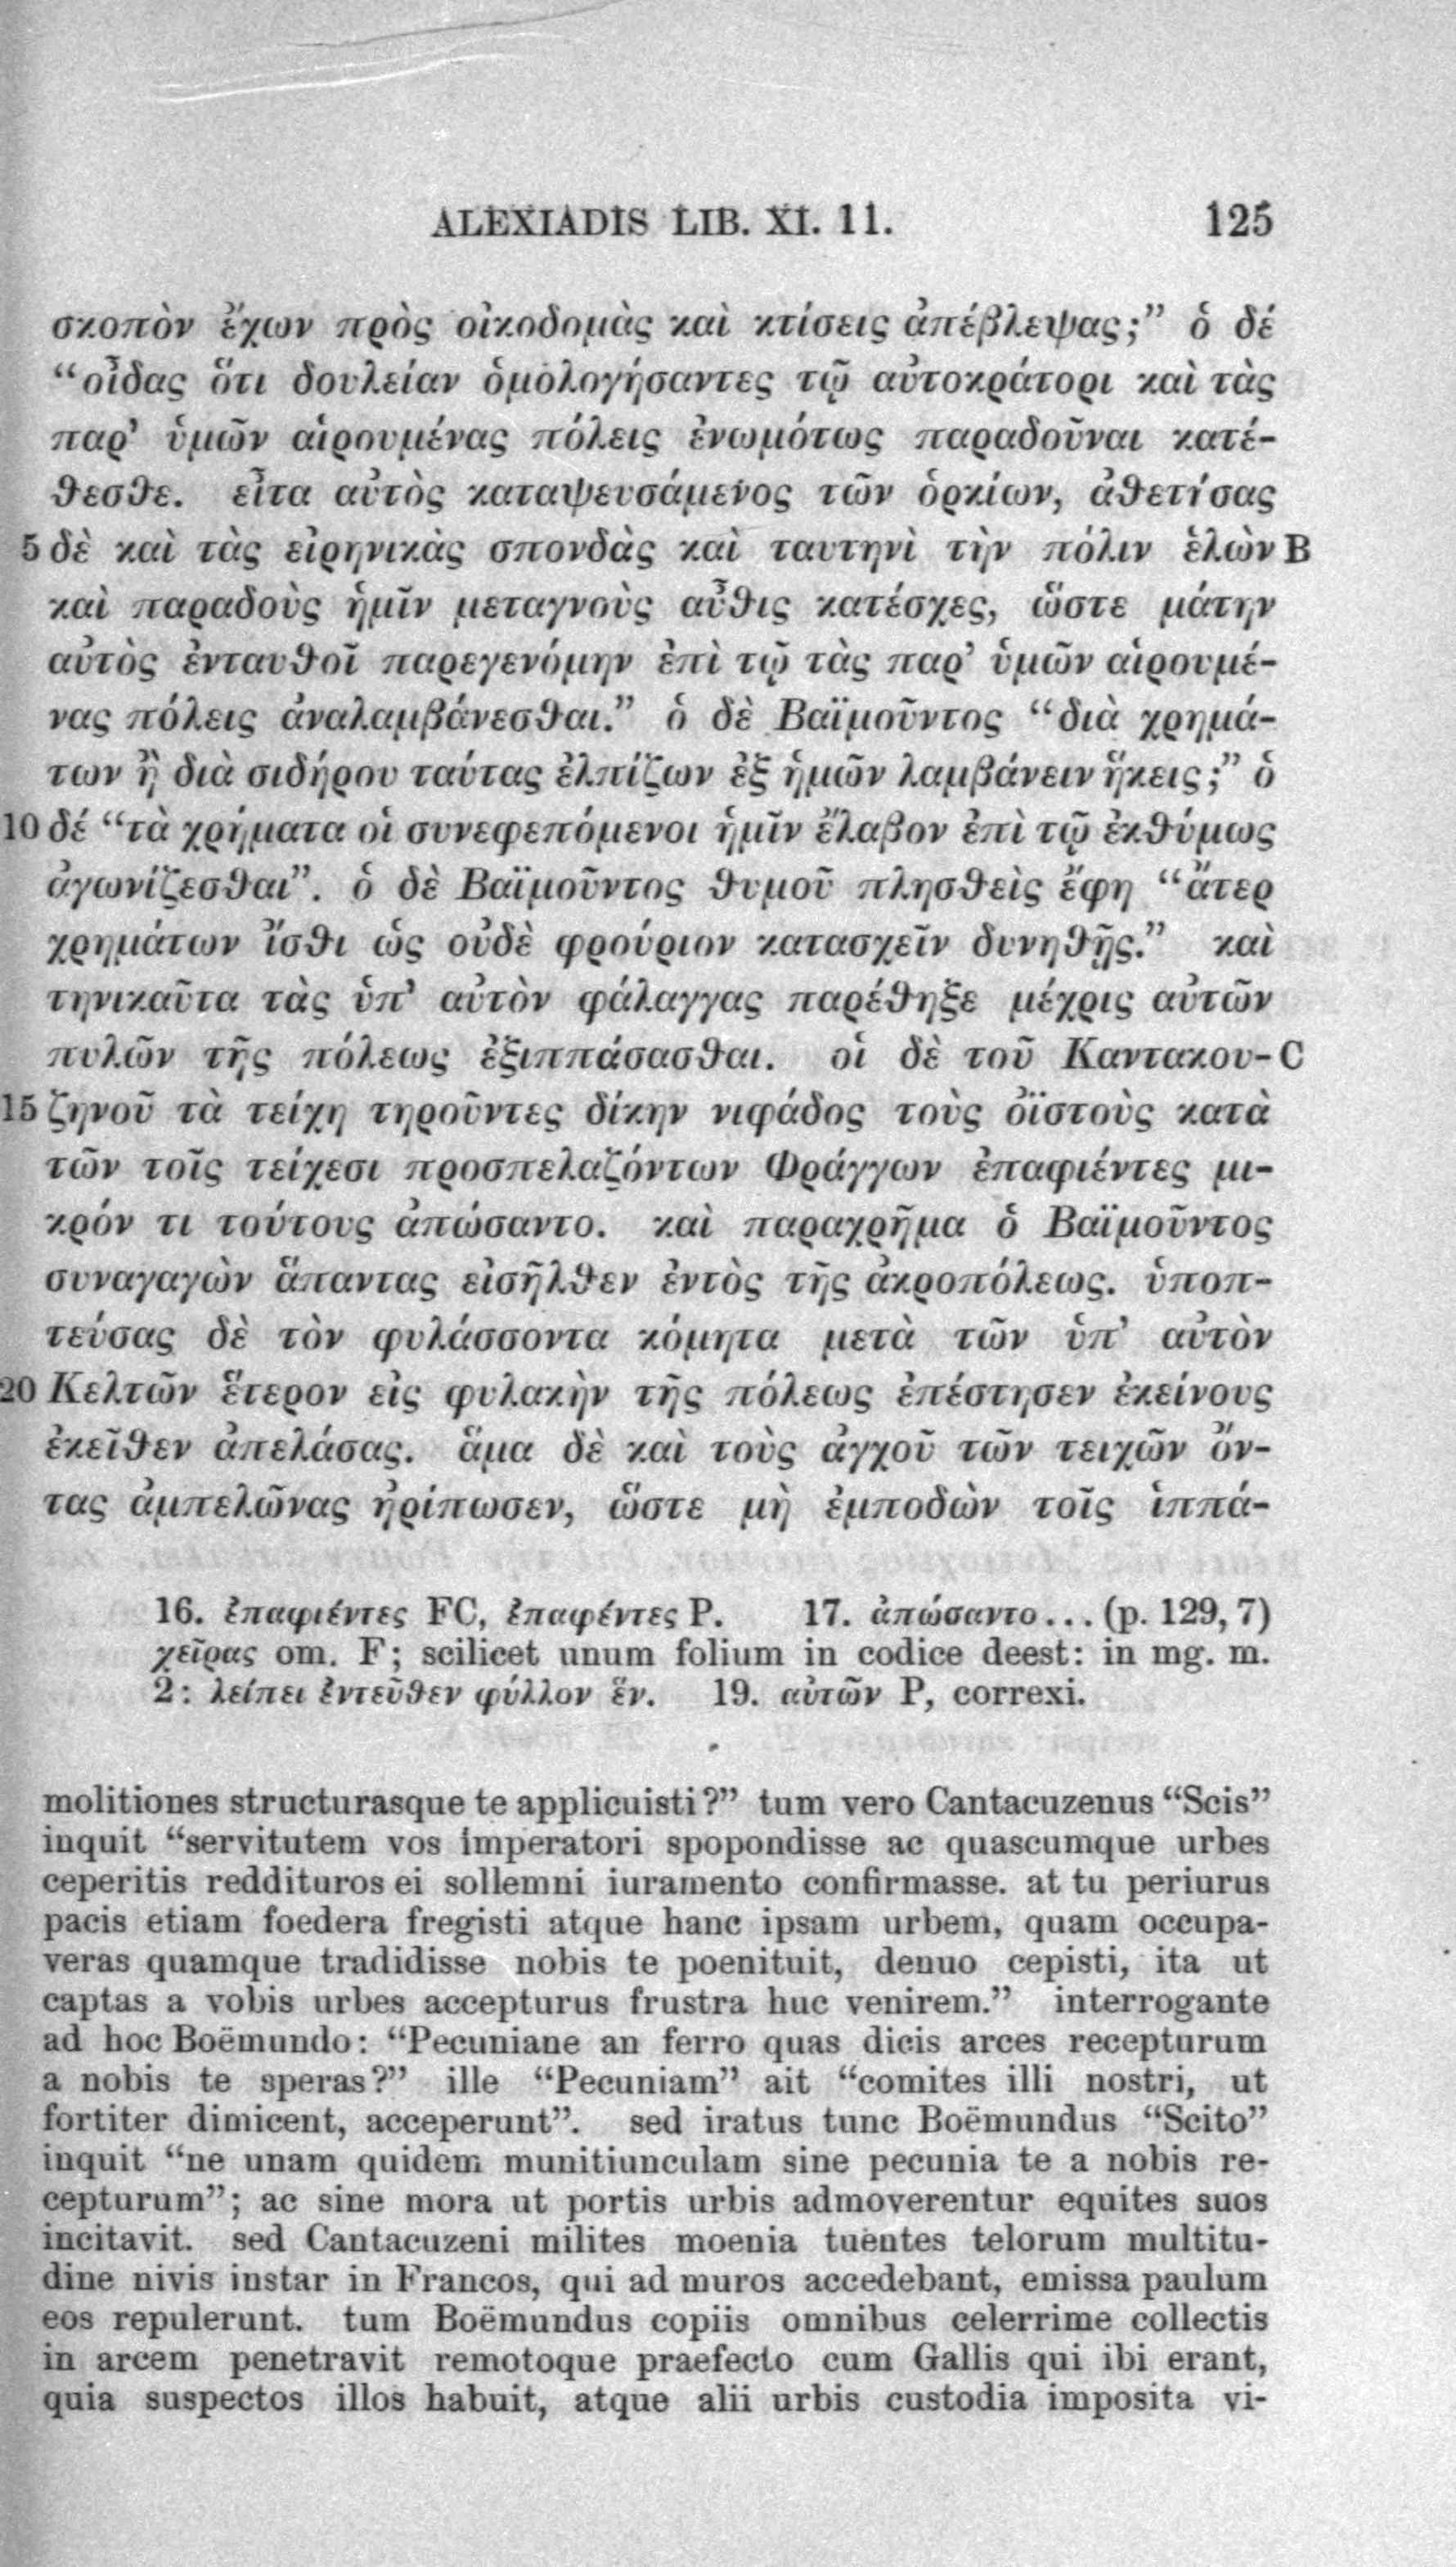 ALEXIADIS LIB. XI. 11. 125
σκοπὸν ἔχων πρὸς οἰκοδομὰς καὶ κτίσεις ἀπέβλεψας;” ὁ δέ
“οἶδας ὅτι δουλείαν ὁμολογήσαντες τῷ αὐτοκράτορι καὶ τὰς
παρ’ ὑμῶν αἱρουμένας πόλεις ἐνωμότως παραδοῦναι κατέ-
θεσθε. εἶτα αὐτὸς καταψευσάμενος τῶν ὁρκίων, ἀθετήσας
5 δὲ καὶ τὰς εἰρηνικὰς σπονδὰς καὶ ταυτηνὶ τὴν πόλιν ἑλὼν B
καὶ παραδοὺς ἡμῖν μεταγνοὺς αὖθις κατέσχες, ὥστε μάτην
αὐτὸς ἐνταυθοῖ παρεγενόμην ἐπὶ τῷ τὰς παρ’ ὑμῶν αἱρουμέ-
νας πόλεις ἀναλαμβάνεσθαι.” ὁ δὲ Βαϊμοῦντος “διὰ χρημά-
των ἢ διὰ σιδήρου ταύτας ἐλπίζων ἐξ ἡμῶν λαμβάνειν ἥκεις;” ὁ
10 δέ “τὰ χρήματα οἱ συνεφεπόμενοι ἡμῖν ἔλαβον ἐπὶ τῷ ἐκθύμως
ἀγωνίζεσθαι”. ὁ δὲ Βαϊμοῦντος θυμοῦ πλησθεὶς ἔφη “ἄτερ
χρημάτων ἴσθι ὡς οὐδὲ φρούριον κατασχεῖν δυνηθῇς.” καὶ
τηνικαῦτα τὰς ὑπ’ αὐτὸν φάλαγγας παρέθηξε μέχρις αὐτῶν
πυλῶν τῆς πόλεως ἐξιππάσασθαι. οἱ δὲ τοῦ Καντακου- C
15 ζηνοῦ τὰ τείχη τηροῦντες δίκην νιφάδος τοὺς ὀϊστοὺς κατὰ
τῶν τοῖς τείχεσι προσπελαζόντων Φράγγων ἐπαφιέντες μι-
κρόν τι τούτους ἀπώσαντο. καὶ παραχρῆμα ὁ Βαϊμοῦντος
συναγαγὼν ἅπαντας εἰσῆλθεν ἐντὸς τῆς ἀκροπόλεως. ὑποπ-
τεύσας δὲ τὸν φυλάσσοντα κόμητα μετὰ τῶν ὑπ’ αὐτὸν
20 Κελτῶν ἕτερον εἰς φυλακὴν τῆς πόλεως ἐπέστησεν ἐκείνους
ἐκεῖθεν ἀπελάσας. ἅμα δὲ καὶ τοὺς ἀγχοῦ τῶν τειχῶν ὄν-
τας ἀμπελῶνας ἠρίπωσεν, ὥστε μὴ ἐμποδὼν τοῖς ἱππά-
16. ἐπαφιέντες FC, ἐπαφέντες P. 17. ἀπώσαντο... (p. 129, 7)
χεῖρας om. F; scilicet unum folium in codice deest: in mg. m.
2: λείπει ἐντεῦθεν φύλλον ἕν. 19. αὐτῶν P, correxi.
molitiones structurasque te applicuisti?” tum vero Cantacuzenus “Scis”
inquit “servitutem vos imperatori spopondisse ac quascumque urbes
ceperitis reddituros ei sollemni iuramento confirmasse. at tu periurus
pacis etiam foedera fregisti atque hanc ipsam urbem, quam occupa-
veras quamque tradidisse nobis te poenituit, denuo cepisti, ita ut
captas a vobis urbes accepturus frustra huc venirem.” interrogante
ad hoc Boëmundo: “Pecuniane an ferro quas dicis arces recepturum
a nobis te speras?” ille “Pecuniam” ait “comites illi nostri, ut
fortiter dimicent, acceperunt”. sed iratus tunc Boëmundus “Scito”
inquit “ne unam quidem munitiunculam sine pecunia te a nobis re-
cepturum”; ac sine mora ut portis urbis admoverentur equites suos
incitavit. sed Cantacuzeni milites moenia tuentes telorum multitu-
dine nivis instar in Francos, qui ad muros accedebant, emissa paulum
eos repulerunt. tum Boëmundus copiis omnibus celerrime collectis
in arcem penetravit remotoque praefecto cum Gallis qui ibi erant,
quia suspectos illos habuit, atque alii urbis custodia imposita vi-